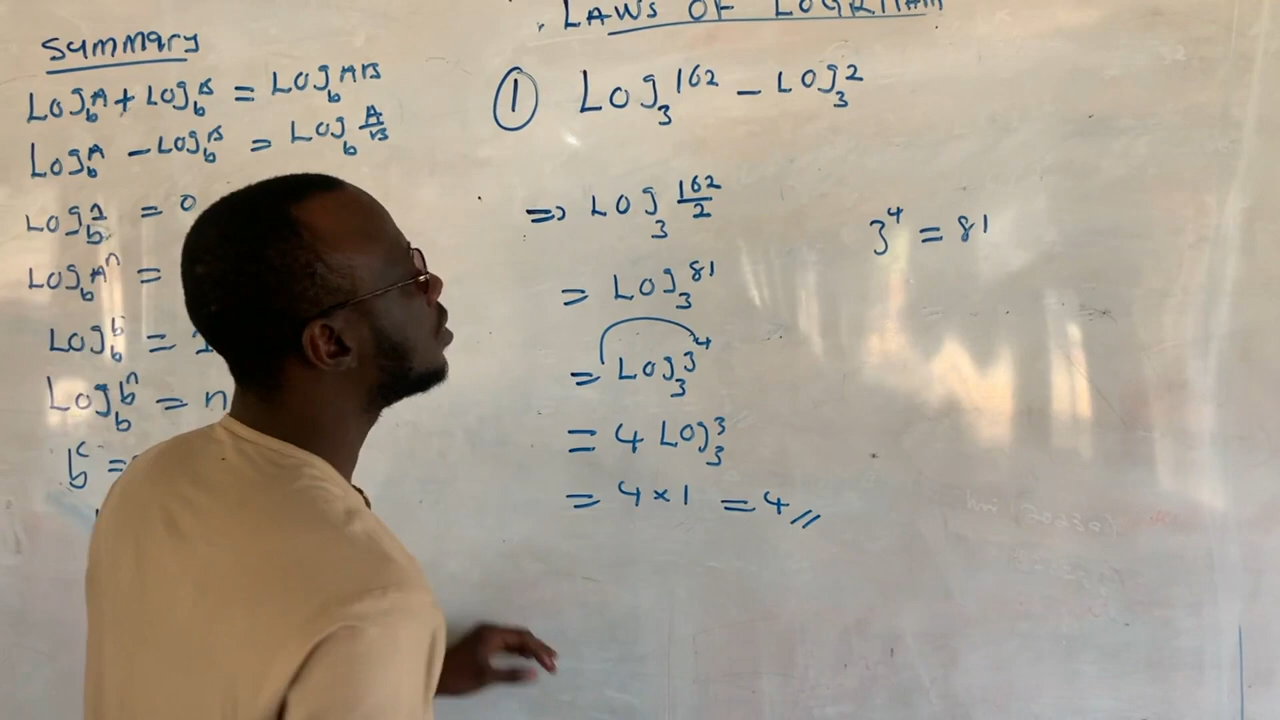 LAWS OF LOGRITHAM
Summary
Log_b^A + Log_b^B = Log_b^AB
Log_b^A - Log_b^B = Log_b A/B
Log_b^1 = 0
Log_b A^n =
Log_b^b = 1
Log_b b^n = n
b^c =
① Log_3^162 - Log_3^2
=> Log_3 162/2
= Log_3^81
= Log_3 3^4
= 4 Log_3^3
= 4 x 1 = 4//
3^4 = 81